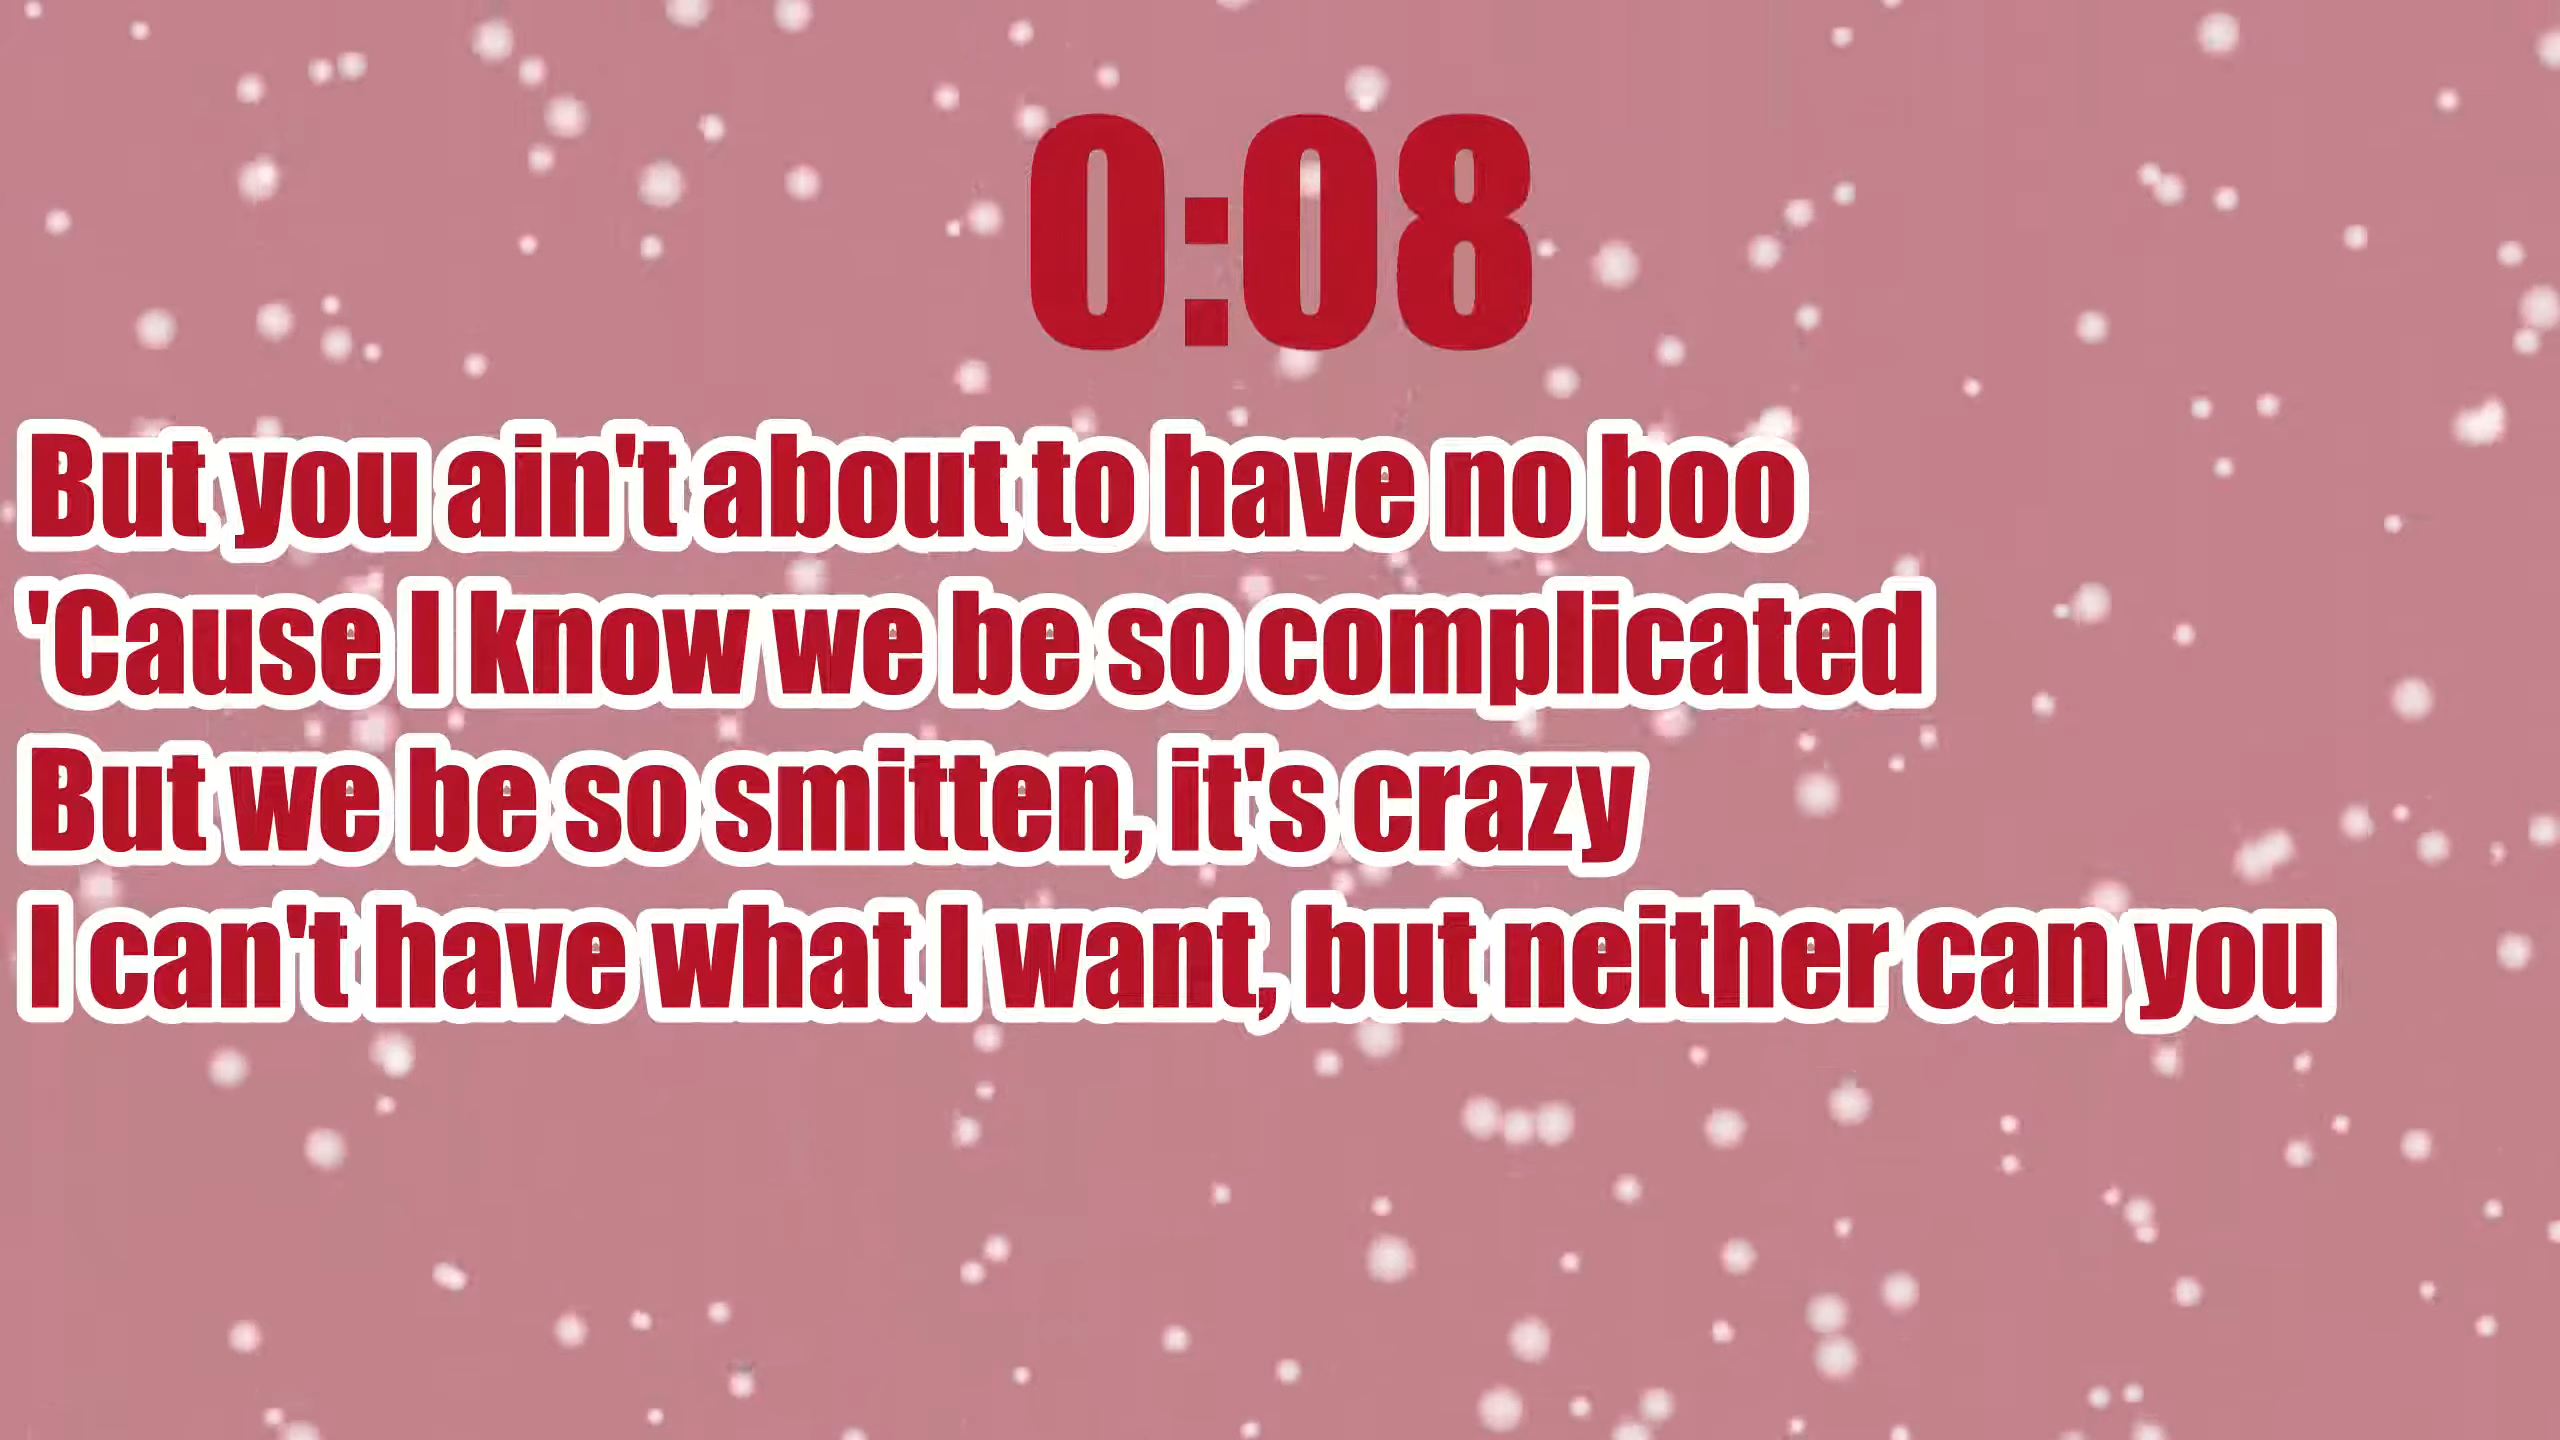 0:08
But you ain't about to have no boo
'Cause I know we be so complicated
But we be so smitten, it's crazy
I can't have what I want, but neither can you